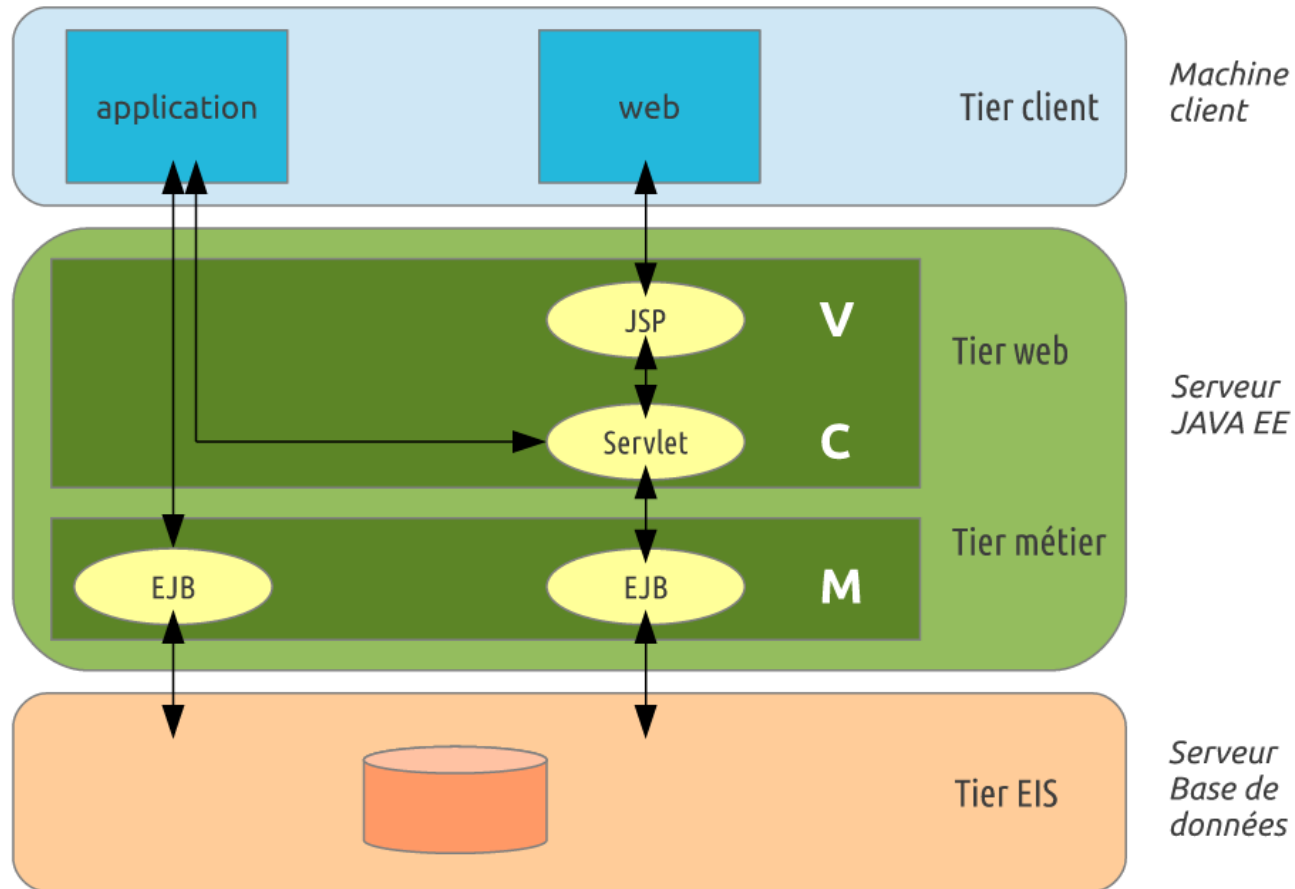 application
web
Tier client
Machine
client
JSP
V
Tier web
Servlet
C
Serveur
JAVA EE
Tier métier
EJB
EJB
M
Tier EIS
Serveur
Base de
données